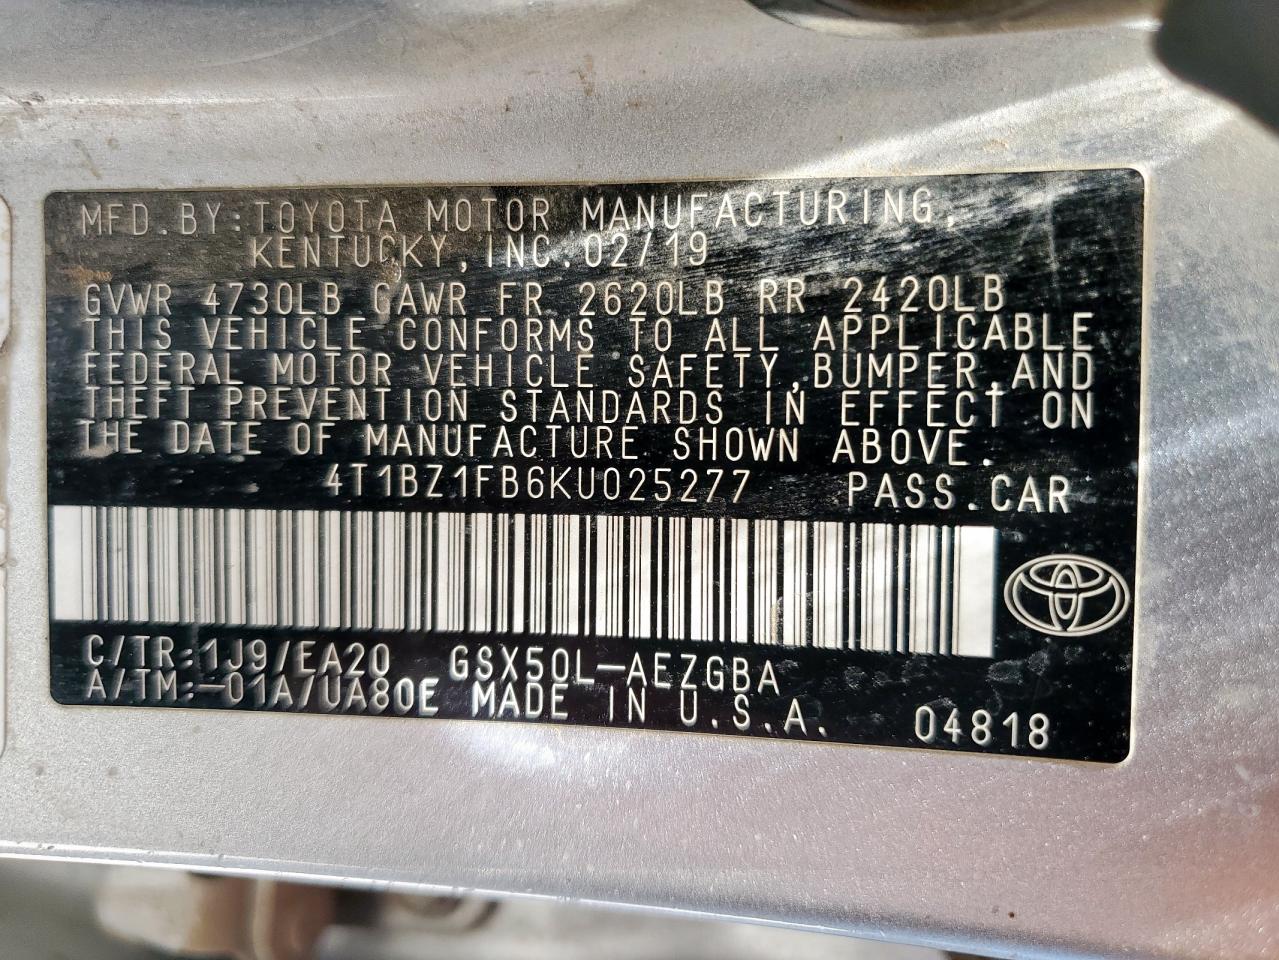 MFD.BY:TOYOTA MOTOR MANUFACTURING,
KENTUCKY,INC.02/19
GVWR 4730LB GAWR FR 2620LB RR 2420LB
THIS VEHICLE CONFORMS TO ALL APPLICABLE
FEDERAL MOTOR VEHICLE SAFETY,BUMPER,AND
THEFT PREVENTION STANDARDS IN EFFECT ON
THE DATE OF MANUFACTURE SHOWN ABOVE.
4T1BZ1FB6KU025277 PASS.CAR
C/TR:1J9/EA20 GSX50L-AEZGBA
A/TM:-01A/UA80E MADE IN U.S.A. 04818